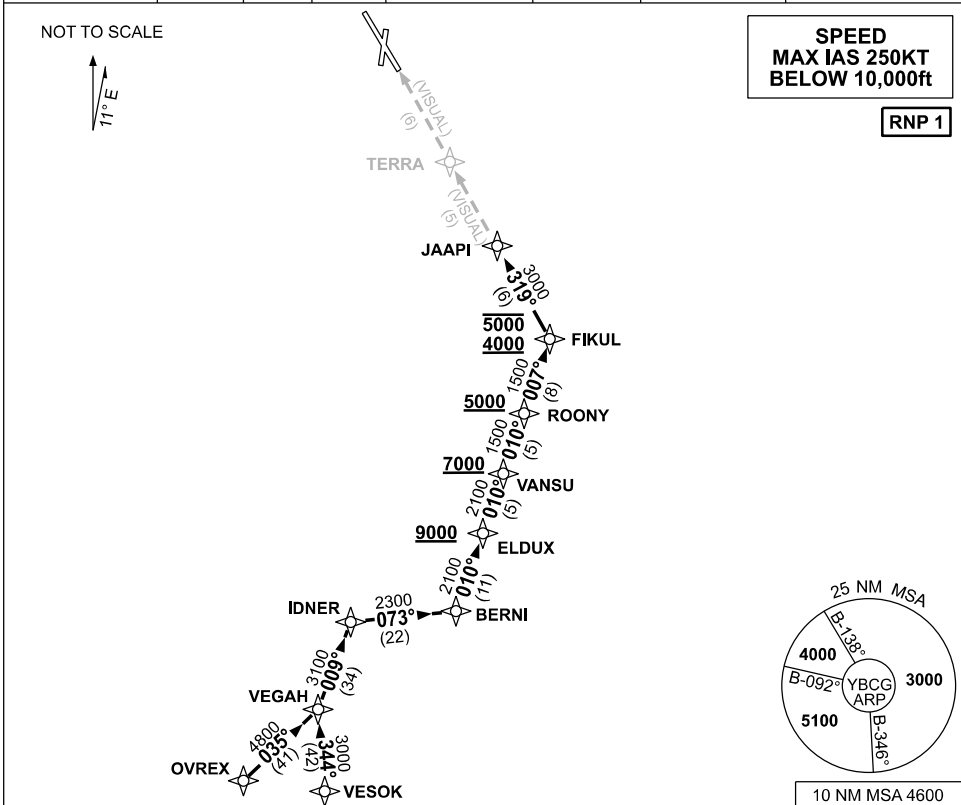 NOT TO SCALE
11° E
SPEED
MAX IAS 250KT
BELOW 10,000ft
RNP 1
(VISUAL)
(6)
TERRA
(VISUAL)
(5)
JAAPI
3000
319°
(6)
5000
4000
FIKUL
1500
007°
(8)
5000
ROONY
1500
010°
(5)
7000
VANSU
2100
010°
(5)
9000
ELDUX
2100
010°
(11)
IDNER
2300
073°
(22)
BERNI
3100
009°
(34)
VEGAH
4800
035°
(41)
3000
344°
(42)
OVREX
VESOK
25 NM MSA
B-138°
4000
B-092°
YBCG
ARP
3000
5100
B-346°
10 NM MSA 4600